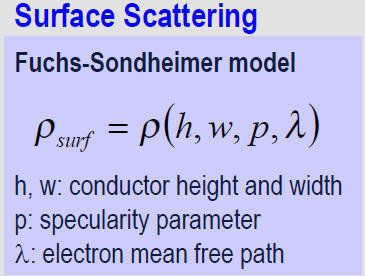 Surface Scattering
Fuchs-Sondheimer model
ρsurf = ρ(h, w, p, λ)
h, w: conductor height and width
p: specularity parameter
λ: electron mean free path